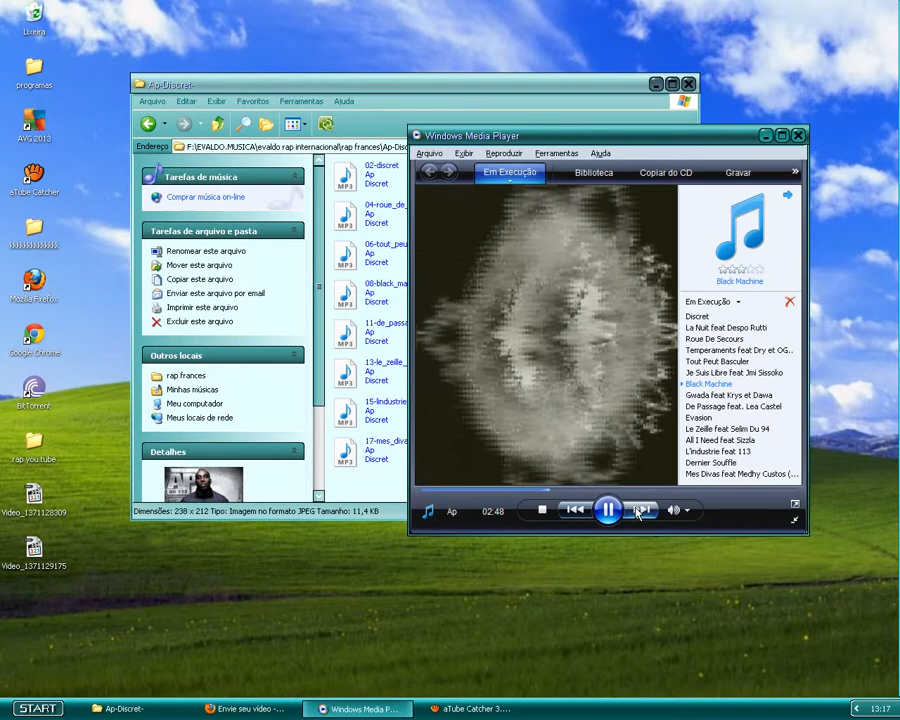 Lixeira
programas
AVG 2013
aTube Catcher
Mozilla Firefox
Google Chrome
BitTorrent
rap you tube
Video_1371128309
Video_1371129175
Ap-Discret-
Arquivo Editar Exibir Favoritos Ferramentas Ajuda
Endereço F:\EVALDO.MUSICA\evaldo rap internacional\rap frances\Ap-Disc
Tarefas de música
Comprar música on-line
Tarefas de arquivo e pasta
Renomear este arquivo
Mover este arquivo
Copiar este arquivo
Enviar este arquivo por email
Imprimir este arquivo
Excluir este arquivo
Outros locais
rap frances
Minhas músicas
Meu computador
Meus locais de rede
Detalhes
AP
Dimensões: 238 x 212 Tipo: Imagem no formato JPEG Tamanho: 11,4 KB
MP3
02-discret
Ap
Discret
MP3
04-roue_de_
Ap
Discret
MP3
06-tout_peu
Ap
Discret
MP3
08-black_ma
Ap
Discret
MP3
11-de_passa
Ap
Discret
MP3
13-le_zeille_
Ap
Discret
MP3
15-lindustrie
Ap
Discret
MP3
17-mes_diva
Ap
Discret
Windows Media Player
Arquivo Exibir Reproduzir Ferramentas Ajuda
Em Execução Biblioteca Copiar do CD Gravar »
Black Machine
Em Execução
Discret
La Nuit feat Despo Rutti
Roue De Secours
Temperaments feat Dry et OG..
Tout Peut Basculer
Je Suis Libre feat Jmi Sissoko
Black Machine
Gwada feat Krys et Dawa
De Passage feat. Lea Castel
Evasion
Le Zeille feat Selim Du 94
All I Need feat Sizzla
L'industrie feat 113
Dernier Souffle
Mes Divas feat Medhy Custos (...
Ap 02:48
START Ap-Discret- Envie seu vídeo -... Windows Media P... aTube Catcher 3.... 13:17